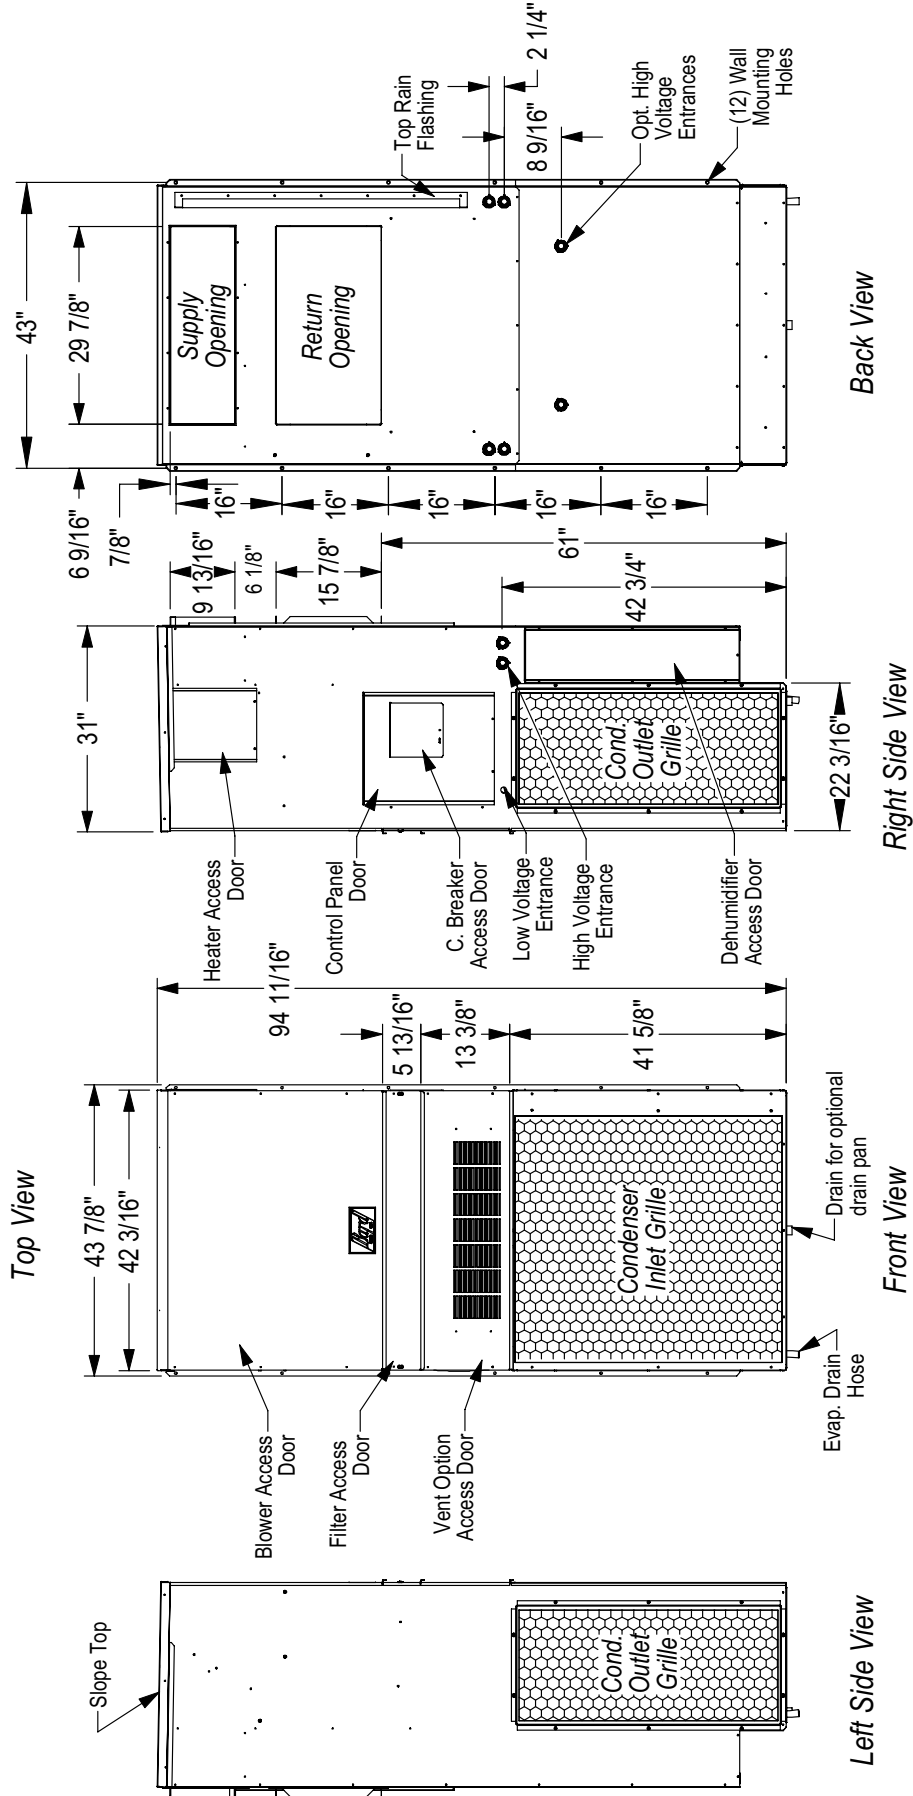 Top View
Slope Top
Cond.
Outlet
Grille
Left Side View
43 7/8"
42 3/16"
Blower Access
Door
Filter Access
Door
Vent Option
Access Door
Bard
Condenser
Inlet Grille
Evap. Drain
Hose
Drain for optional
drain pan
94 11/16"
5 13/16"
13 3/8"
41 5/8"
Front View
31"
Heater Access
Door
Control Panel
Door
C. Breaker
Access Door
Low Voltage
Entrance
High Voltage
Entrance
Dehumidifier
Access Door
Cond.
Outlet
Grille
22 3/16"
9 13/16"
6 1/8"
15 7/8"
61"
42 3/4"
Right Side View
43"
29 7/8"
6 9/16"
7/8"
16"
16"
16"
16"
16"
Supply
Opening
Return
Opening
Top Rain
Flashing
2 1/4"
8 9/16"
Opt. High
Voltage
Entrances
(12) Wall
Mounting
Holes
Back View